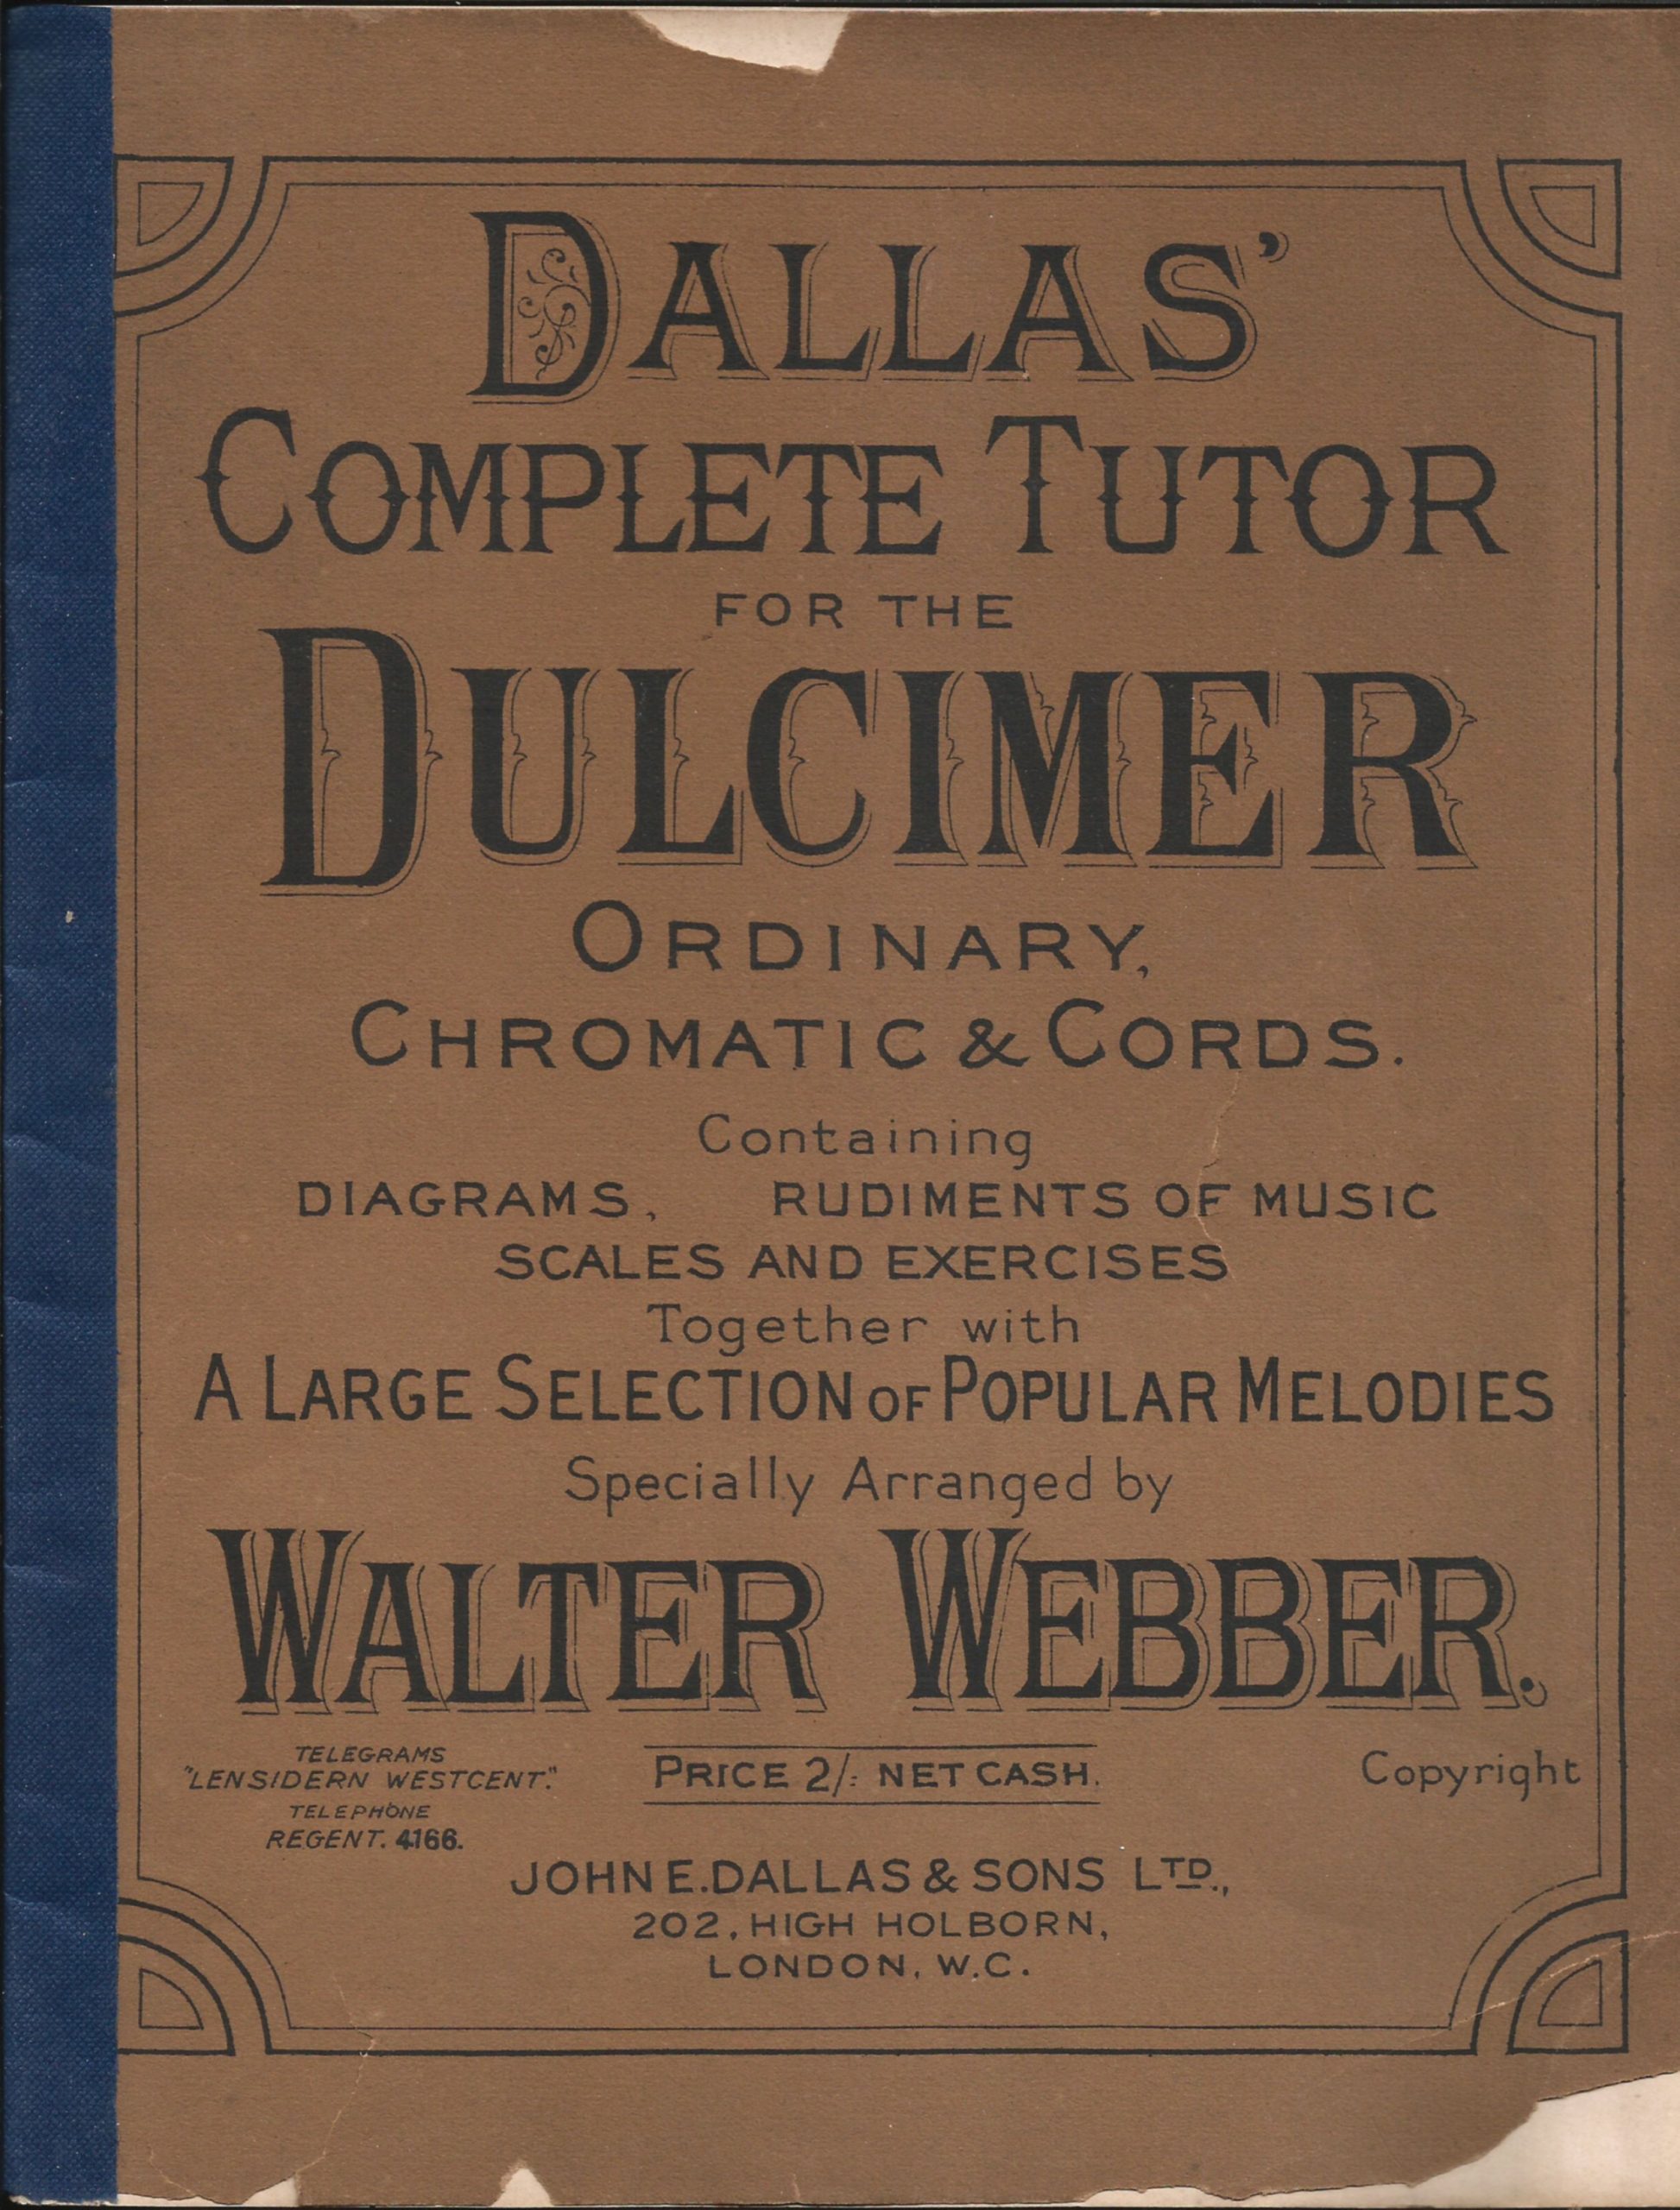 DALLAS'
COMPLETE TUTOR
FOR THE
DULCIMER
ORDINARY,
CHROMATIC & CORDS.
Containing
DIAGRAMS, RUDIMENTS OF MUSIC
SCALES AND EXERCISES
Together with
A LARGE SELECTION OF POPULAR MELODIES
Specially Arranged by
WALTER WEBBER.
TELEGRAMS
"LENSIDERN WESTCENT."
TELEPHONE
REGENT. 4166.
PRICE 2/- NET CASH.
Copyright
JOHN E. DALLAS & SONS LTD.,
202, HIGH HOLBORN,
LONDON, W.C.